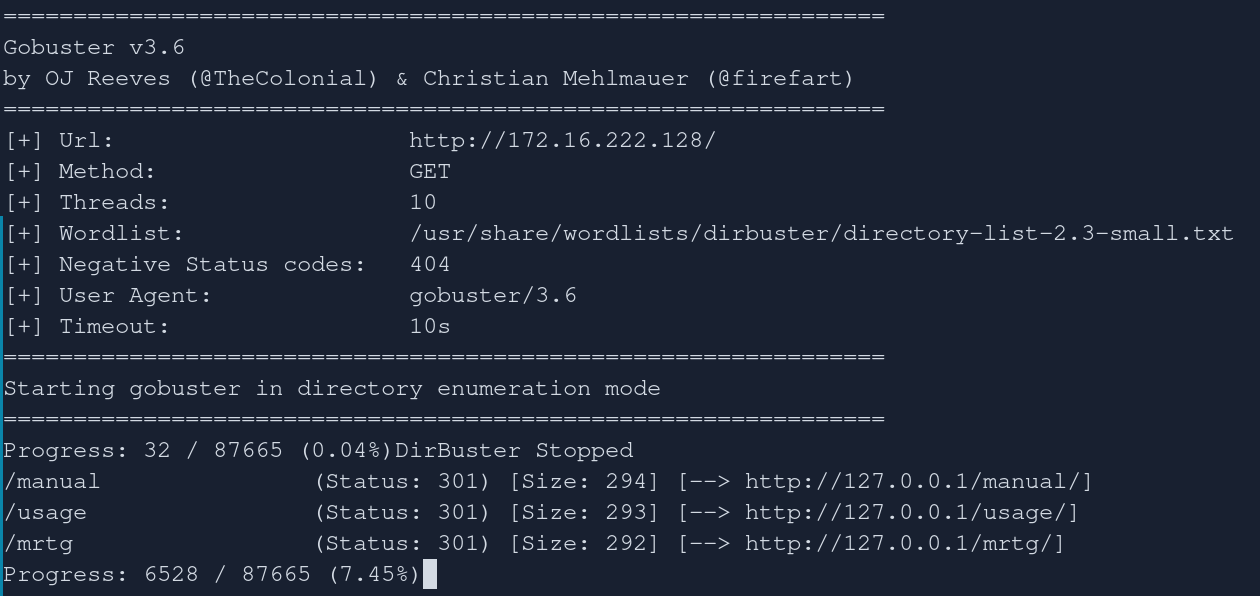 ===============================================================
Gobuster v3.6
by OJ Reeves (@TheColonial) & Christian Mehlmauer (@firefart)
===============================================================
[+] Url:                     http://172.16.222.128/
[+] Method:                  GET
[+] Threads:                 10
[+] Wordlist:                /usr/share/wordlists/dirbuster/directory-list-2.3-small.txt
[+] Negative Status codes:   404
[+] User Agent:              gobuster/3.6
[+] Timeout:                 10s
===============================================================
Starting gobuster in directory enumeration mode
===============================================================
Progress: 32 / 87665 (0.04%)DirBuster Stopped
/manual               (Status: 301) [Size: 294] [--> http://127.0.0.1/manual/]
/usage                (Status: 301) [Size: 293] [--> http://127.0.0.1/usage/]
/mrtg                 (Status: 301) [Size: 292] [--> http://127.0.0.1/mrtg/]
Progress: 6528 / 87665 (7.45%)